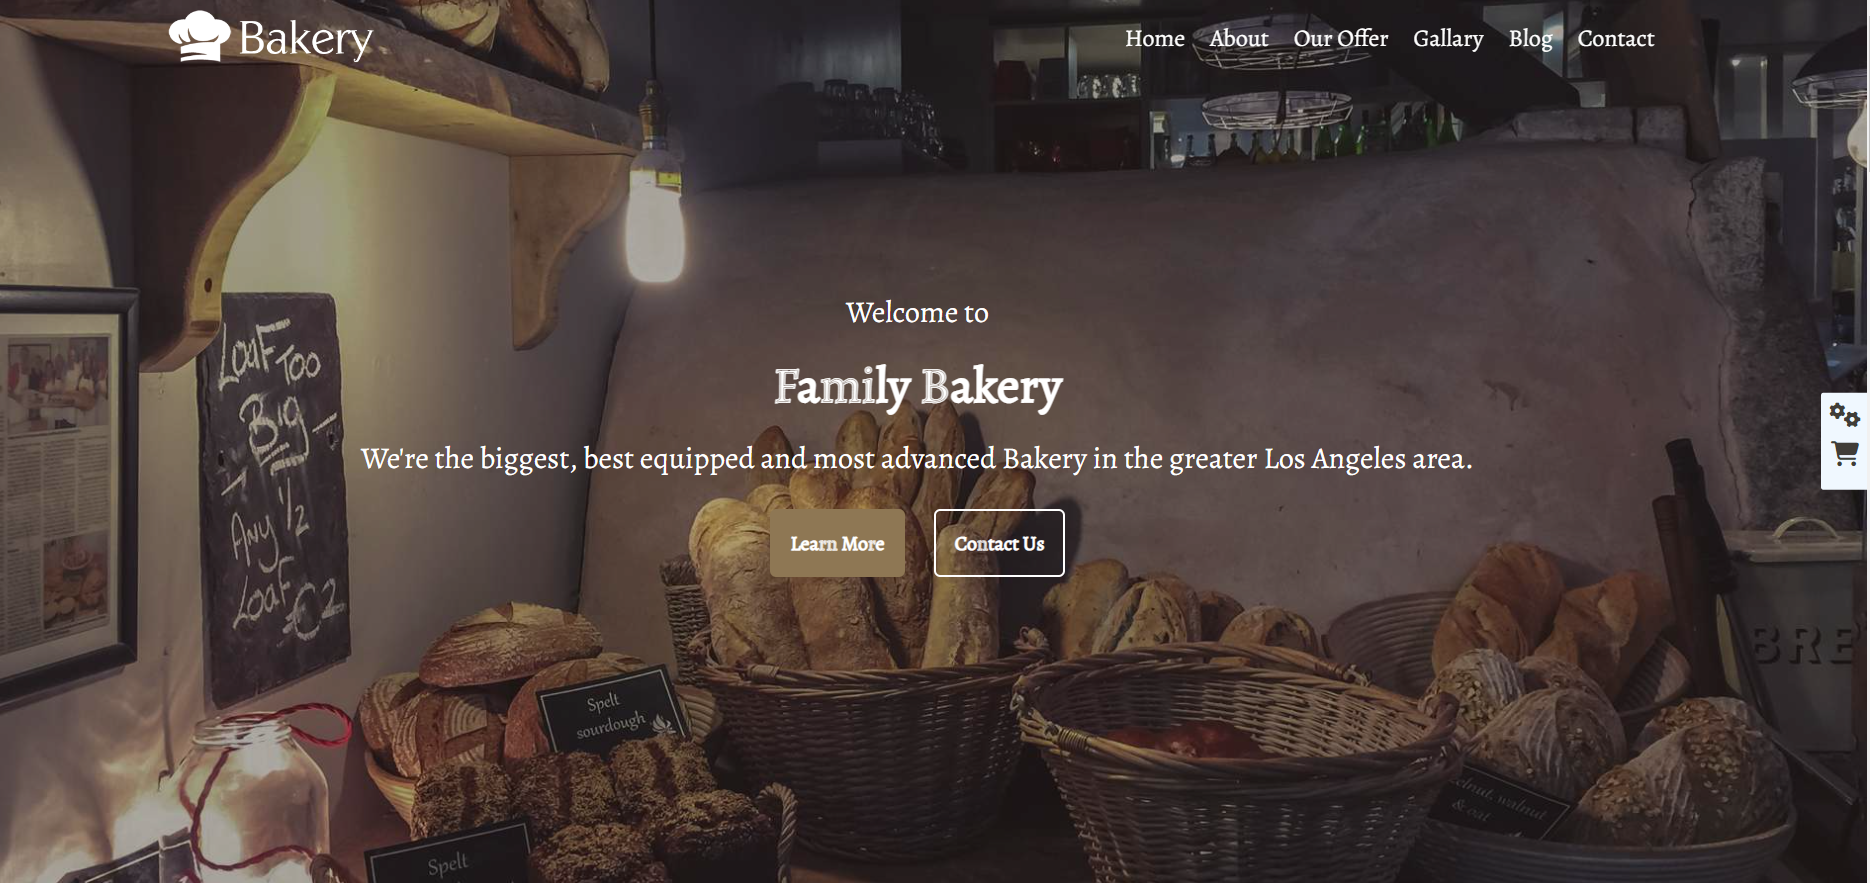 Bakery
Home About Our Offer Gallary Blog Contact
Welcome to
Family Bakery
We're the biggest, best equipped and most advanced Bakery in the greater Los Angeles area.
Learn More
Contact Us
Loaf Too
Big
Any 1/2
Loaf
€2
Spelt
sourdough
walnut
& oat
Spelt
BRE